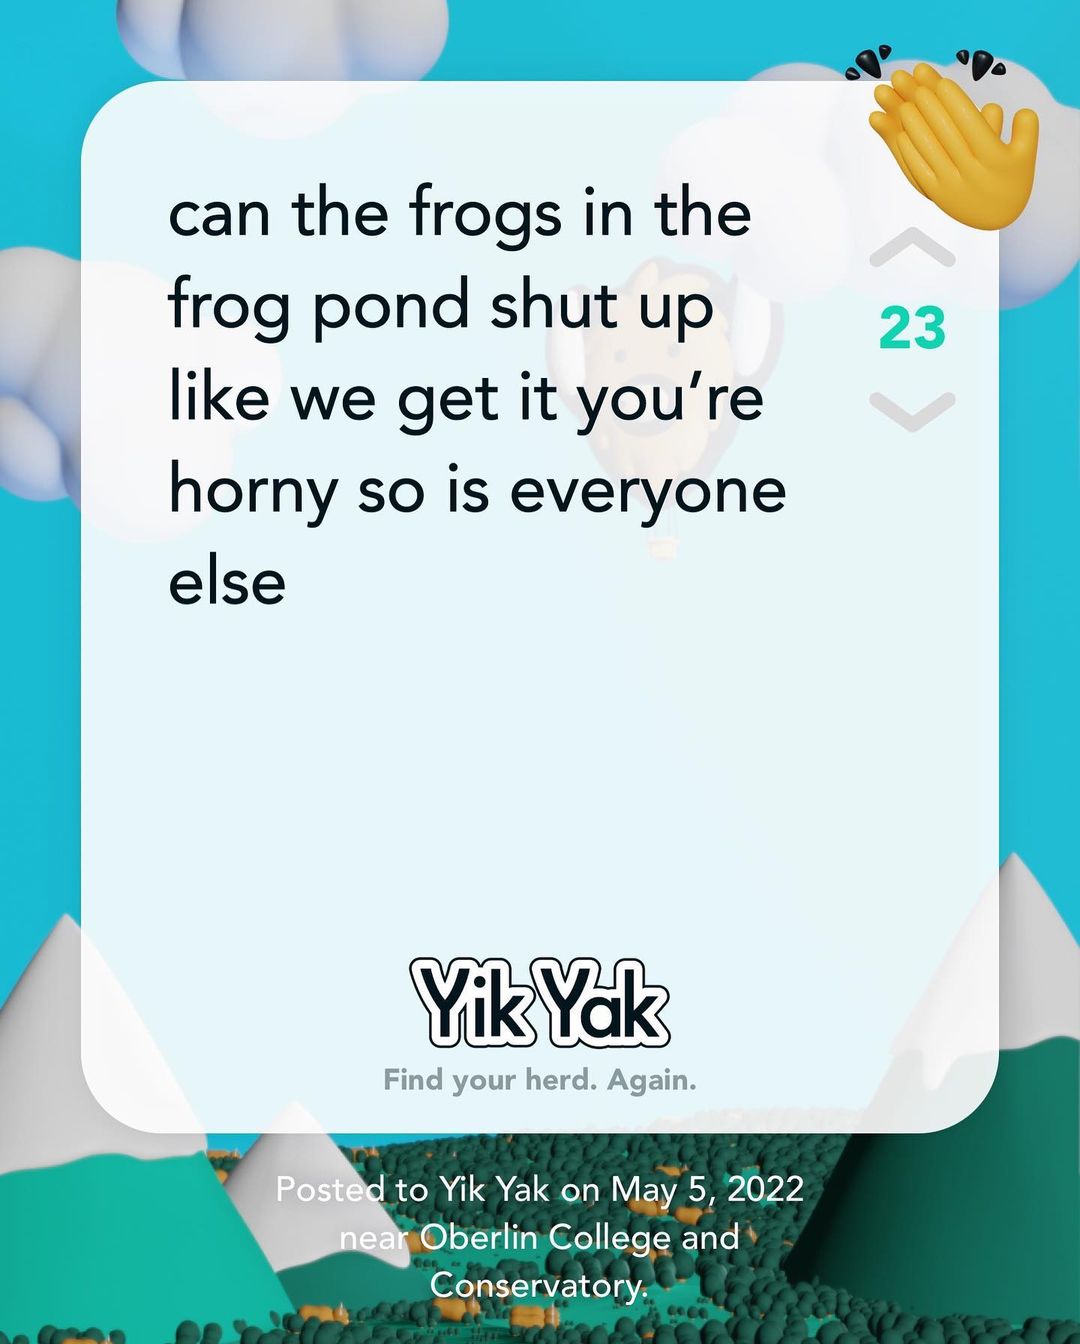 can the frogs in the
frog pond shut up
like we get it you’re
horny so is everyone
else
23
Yik Yak
Find your herd. Again.
Posted to Yik Yak on May 5, 2022
near Oberlin College and
Conservatory.